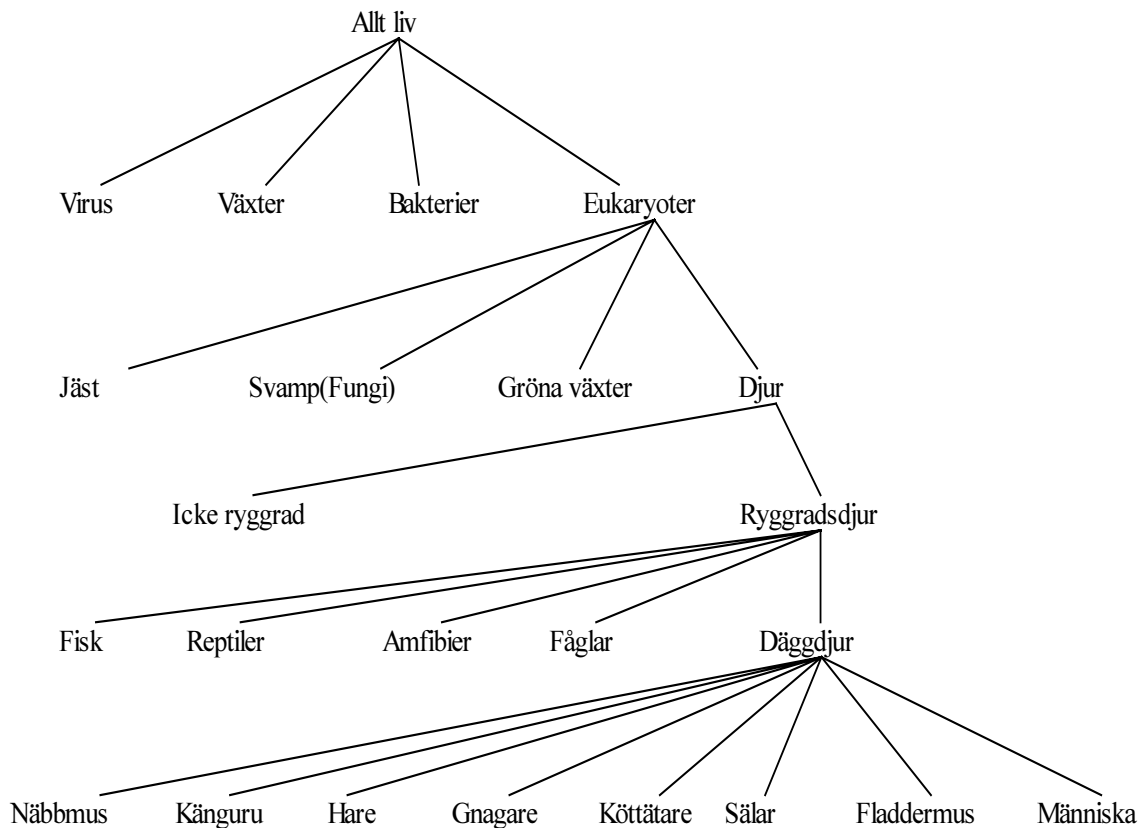 Allt liv
Virus Växter Bakterier Eukaryoter
Jäst Svamp(Fungi) Gröna växter Djur
Icke ryggrad Ryggradsdjur
Fisk Reptiler Amfibier Fåglar Däggdjur
Näbbmus Känguru Hare Gnagare Köttätare Sälar Fladdermus Människa